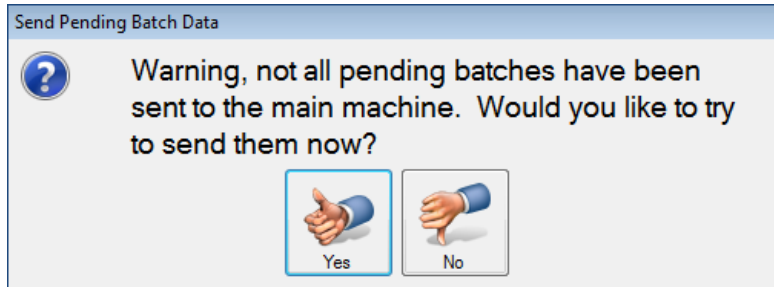 Send Pending Batch Data
Warning, not all pending batches have been
sent to the main machine.  Would you like to try
to send them now?
Yes No